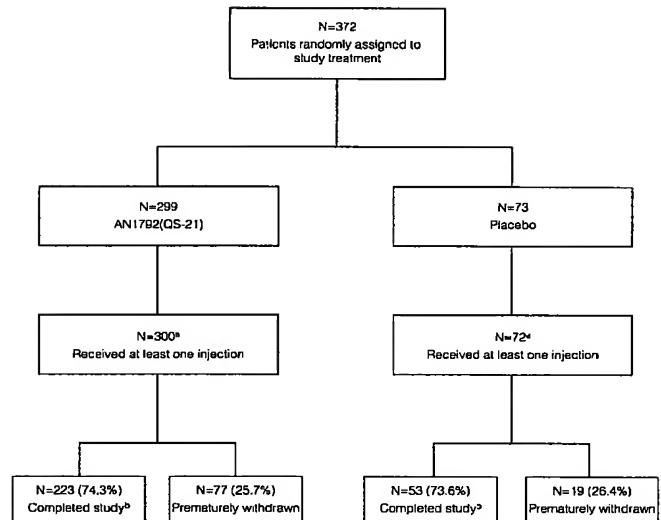 N=372
Patients randomly assigned to
study treatment
N=299
AN1792(QS-21)
N=73
Placebo
N=300ᵃ
Received at least one injection
N=72ᵃ
Received at least one injection
N=223 (74.3%)
Completed studyᵇ
N=77 (25.7%)
Prematurely withdrawn
N=53 (73.6%)
Completed studyᵇ
N=19 (26.4%)
Prematurely withdrawn